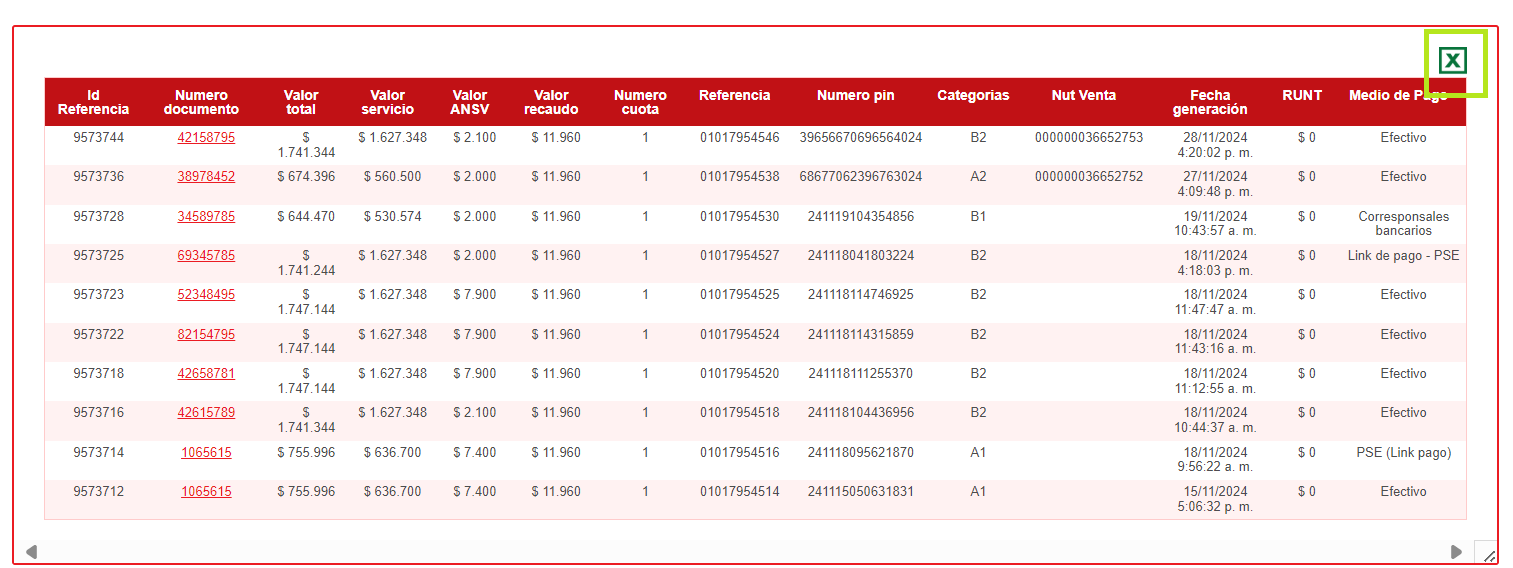 X
Id Referencia Numero documento Valor total Valor servicio Valor ANSV Valor recaudo Numero cuota Referencia Numero pin Categorias Nut Venta Fecha generación RUNT Medio de Pago
9573744 42158795 $ 1.741.344 $ 1.627.348 $ 2.100 $ 11.960 1 01017954546 39656670696564024 B2 000000036652753 28/11/2024 4:20:02 p. m. $ 0 Efectivo
9573736 38978452 $ 674.396 $ 560.500 $ 2.000 $ 11.960 1 01017954538 68677062396763024 A2 000000036652752 27/11/2024 4:09:48 p. m. $ 0 Efectivo
9573728 34589785 $ 644.470 $ 530.574 $ 2.000 $ 11.960 1 01017954530 241119104354856 B1 19/11/2024 10:43:57 a. m. $ 0 Corresponsales bancarios
9573725 69345785 $ 1.741.244 $ 1.627.348 $ 2.000 $ 11.960 1 01017954527 241118041803224 B2 18/11/2024 4:18:03 p. m. $ 0 Link de pago - PSE
9573723 52348495 $ 1.747.144 $ 1.627.348 $ 7.900 $ 11.960 1 01017954525 241118114746925 B2 18/11/2024 11:47:47 a. m. $ 0 Efectivo
9573722 82154795 $ 1.747.144 $ 1.627.348 $ 7.900 $ 11.960 1 01017954524 241118114315859 B2 18/11/2024 11:43:16 a. m. $ 0 Efectivo
9573718 42658781 $ 1.747.144 $ 1.627.348 $ 7.900 $ 11.960 1 01017954520 241118111255370 B2 18/11/2024 11:12:55 a. m. $ 0 Efectivo
9573716 42615789 $ 1.741.344 $ 1.627.348 $ 2.100 $ 11.960 1 01017954518 241118104436956 B2 18/11/2024 10:44:37 a. m. $ 0 Efectivo
9573714 1065615 $ 755.996 $ 636.700 $ 7.400 $ 11.960 1 01017954516 241118095621870 A1 18/11/2024 9:56:22 a. m. $ 0 PSE (Link pago)
9573712 1065615 $ 755.996 $ 636.700 $ 7.400 $ 11.960 1 01017954514 241115050631831 A1 15/11/2024 5:06:32 p. m. $ 0 Efectivo